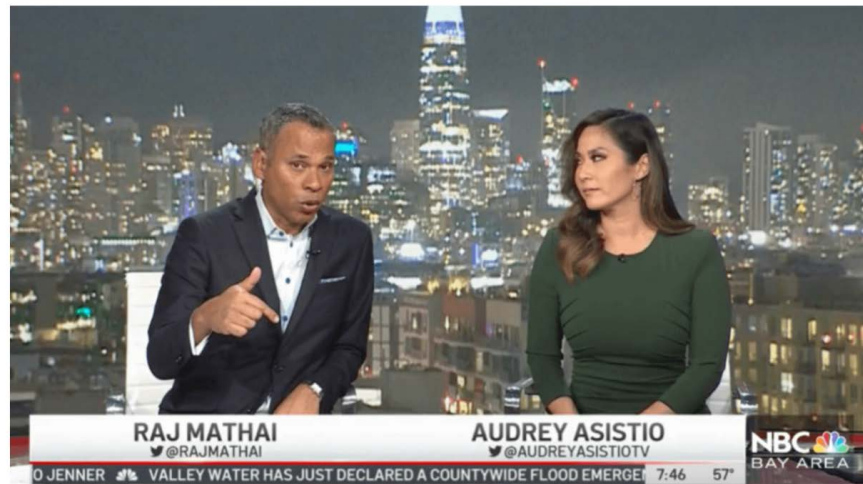 RAJ MATHAI
@RAJMATHAI
AUDREY ASISTIO
@AUDREYASISTIOTV
NBC
BAY AREA
O JENNER VALLEY WATER HAS JUST DECLARED A COUNTYWIDE FLOOD EMERGE
7:46 57°